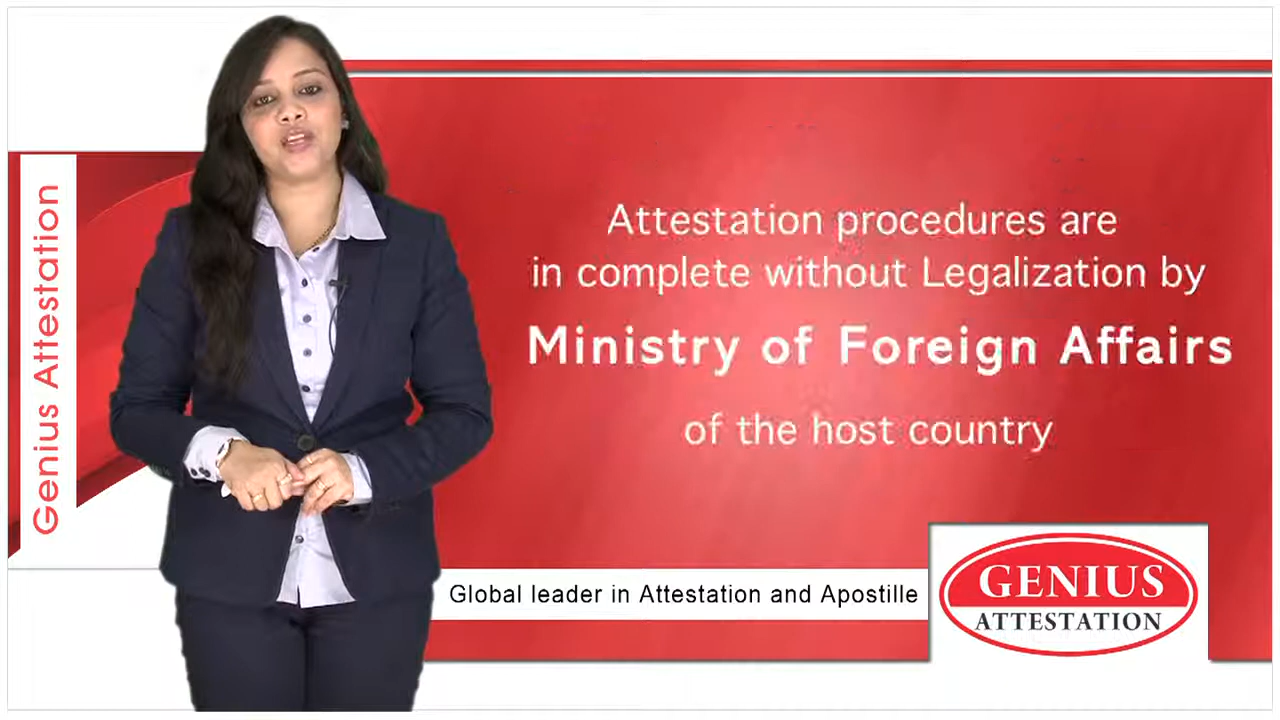 Genius Attestation
Attestation procedures are
in complete without Legalization by
Ministry of Foreign Affairs
of the host country
Global leader in Attestation and Apostille
GENIUS
ATTESTATION